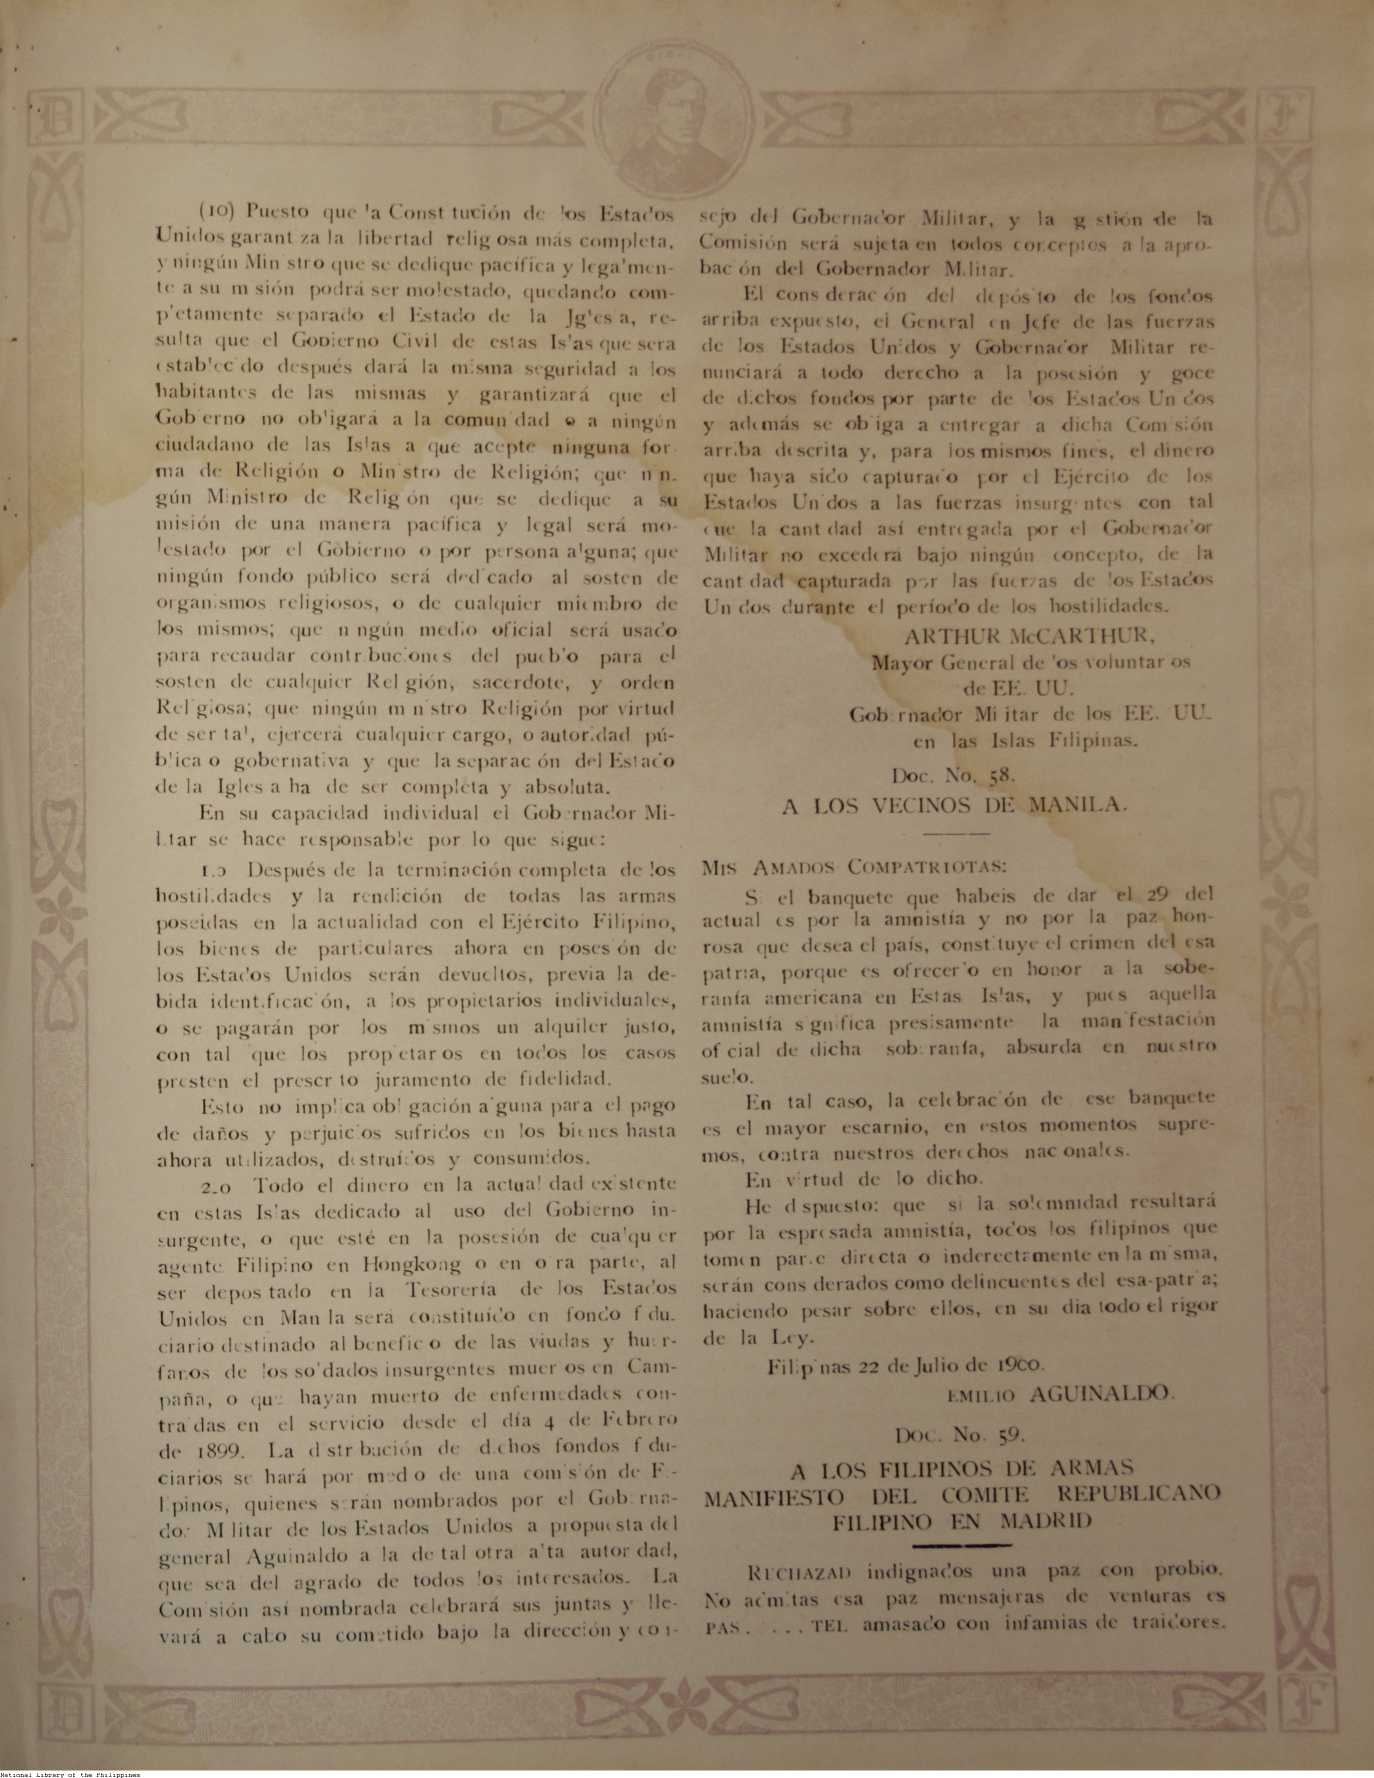 (10) Puesto que la Constitución de los Estados
Unidos garantiza la libertad religiosa más completa,
y ningún Ministro que se dedique pacífica y legalmen-
te a su misión podrá ser molestado, quedando com-
pletamente separado el Estado de la Iglesia, re-
sulta que el Gobierno Civil de estas Islas que sera
establecido después dará la misma seguridad a los
habitantes de las mismas y garantizará que el
Gobierno no obligará a la comunidad o a ningún
ciudadano de las Islas a que acepte ninguna for-
ma de Religión o Ministro de Religión; que nin-
gún Ministro de Religión que se dedique a su
misión de una manera pacífica y legal será mo-
lestado por el Gobierno o por persona alguna; que
ningún fondo público será dedicado al sosten de
organismos religiosos, o de cualquier miembro de
los mismos; que ningún medio oficial será usado
para recaudar contribuciones del pueblo para el
sosten de cualquier Religión, sacerdote, y orden
Religiosa; que ningún ministro Religión por virtud
de ser tal, ejercerá cualquier cargo, o autoridad pú-
blica o gobernativa y que la separación del Estado
de la Iglesia ha de ser completa y absoluta.
En su capacidad individual el Gobernador Mi-
litar se hace responsable por lo que sigue:
1.o Después de la terminación completa de los
hostilidades y la rendición de todas las armas
poseidas en la actualidad con el Ejército Filipino,
los bienes de particulares ahora en posesión de
los Estados Unidos serán devueltos, previa la de-
bida identificación, a los propietarios individuales,
o se pagarán por los mismos un alquiler justo,
con tal que los propietarios en todos los casos
presten el prescrito juramento de fidelidad.
Esto no implica obligación alguna para el pago
de daños y perjuicios sufridos en los bienes hasta
ahora utilizados, destruídos y consumidos.
2.o Todo el dinero en la actualidad existente
en estas Islas dedicado al uso del Gobierno in-
surgente, o que esté en la posesión de cualquier
agente Filipino en Hongkong o en otra parte, al
ser depositado en la Tesorería de los Estados
Unidos en Manila será constituído en fondo fidu-
ciario destinado al beneficio de las viudas y huér-
fanos de los soldados insurgentes muertos en Cam-
paña, o que hayan muerto de enfermedades con-
traidas en el servicio desde el día 4 de Febrero
de 1899. La distribución de dichos fondos fidu-
ciarios se hará por medio de una comisión de Fi-
lipinos, quienes serán nombrados por el Goberna-
dor Militar de los Estados Unidos a propuesta del
general Aguinaldo a la de tal otra alta autoridad,
que sea del agrado de todos los interesados. La
Comisión así nombrada celebrará sus juntas y lle-
vará a cabo su cometido bajo la dirección y con-
sejo del Gobernador Militar, y la gestión de la
Comisión será sujeta en todos conceptos a la apro-
bación del Gobernador Militar.
El consideración del depósito de los fondos
arriba expuesto, el General en Jefe de las fuerzas
de los Estados Unidos y Gobernador Militar re-
nunciará a todo derecho a la posesión y goce
de dichos fondos por parte de los Estados Unidos
y además se obliga a entregar a dicha Comisión
arriba descrita y, para los mismos fines, el dinero
que haya sido capturado por el Ejército de los
Estados Unidos a las fuerzas insurgentes con tal
que la cantidad así entregada por el Gobernador
Militar no excederá bajo ningún concepto, de la
cantidad capturada por las fuerzas de los Estados
Unidos durante el período de los hostilidades.
ARTHUR McCARTHUR,
Mayor General de los voluntarios
de EE. UU.
Gobernador Militar de los EE. UU.
en las Islas Filipinas.
Doc. No. 58.
A LOS VECINOS DE MANILA.
MIS AMADOS COMPATRIOTAS:
Si el banquete que habeis de dar el 29 del
actual es por la amnistía y no por la paz hon-
rosa que desea el país, constituye el crimen del esa
patria, porque es ofrecerlo en honor a la sobe-
ranía americana en Estas Islas, y pues aquella
amnistía significa presisamente la manifestación
oficial de dicha soberanía, absurda en nuestro
suelo.
En tal caso, la celebración de ese banquete
es el mayor escarnio, en estos momentos supre-
mos, contra nuestros derechos nacionales.
En virtud de lo dicho.
He dispuesto: que si la solemnidad resultará
por la espresada amnistía, todos los filipinos que
tomen parte directa o inderectamente en la misma,
serán considerados como delincuentes del esa-patria;
haciendo pesar sobre ellos, en su dia todo el rigor
de la Ley.
Filipinas 22 de Julio de 1900.
EMILIO AGUINALDO.
Doc. No. 59.
A LOS FILIPINOS DE ARMAS
MANIFIESTO DEL COMITE REPUBLICANO
FILIPINO EN MADRID
RECHAZAD indignados una paz con probio.
No admitas esa paz mensajeras de venturas es
PAS. ... TEL amasado con infamias de traidores.
National Library of the Philippines